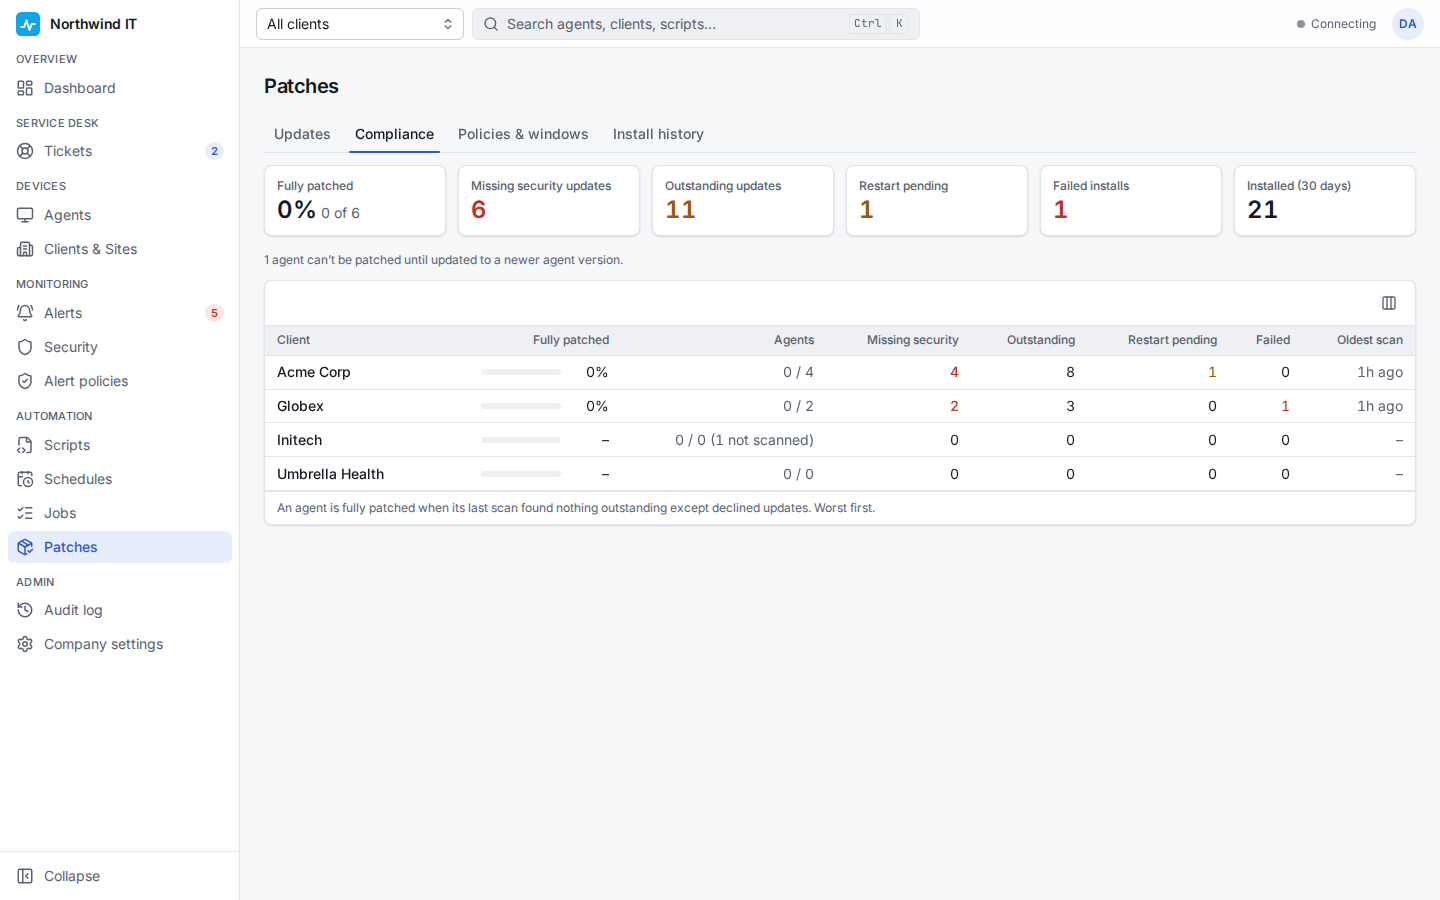 Northwind IT
All clients
Search agents, clients, scripts...
Ctrl K
Connecting
DA
OVERVIEW
Dashboard
SERVICE DESK
Tickets 2
DEVICES
Agents
Clients & Sites
MONITORING
Alerts 5
Security
Alert policies
AUTOMATION
Scripts
Schedules
Jobs
Patches
ADMIN
Audit log
Company settings
Collapse
Patches
Updates Compliance Policies & windows Install history
Fully patched
0% 0 of 6
Missing security updates
6
Outstanding updates
11
Restart pending
1
Failed installs
1
Installed (30 days)
21
1 agent can’t be patched until updated to a newer agent version.
Client Fully patched Agents Missing security Outstanding Restart pending Failed Oldest scan
Acme Corp 0% 0 / 4 4 8 1 0 1h ago
Globex 0% 0 / 2 2 3 0 1 1h ago
Initech – 0 / 0 (1 not scanned) 0 0 0 0 –
Umbrella Health – 0 / 0 0 0 0 0 –
An agent is fully patched when its last scan found nothing outstanding except declined updates. Worst first.